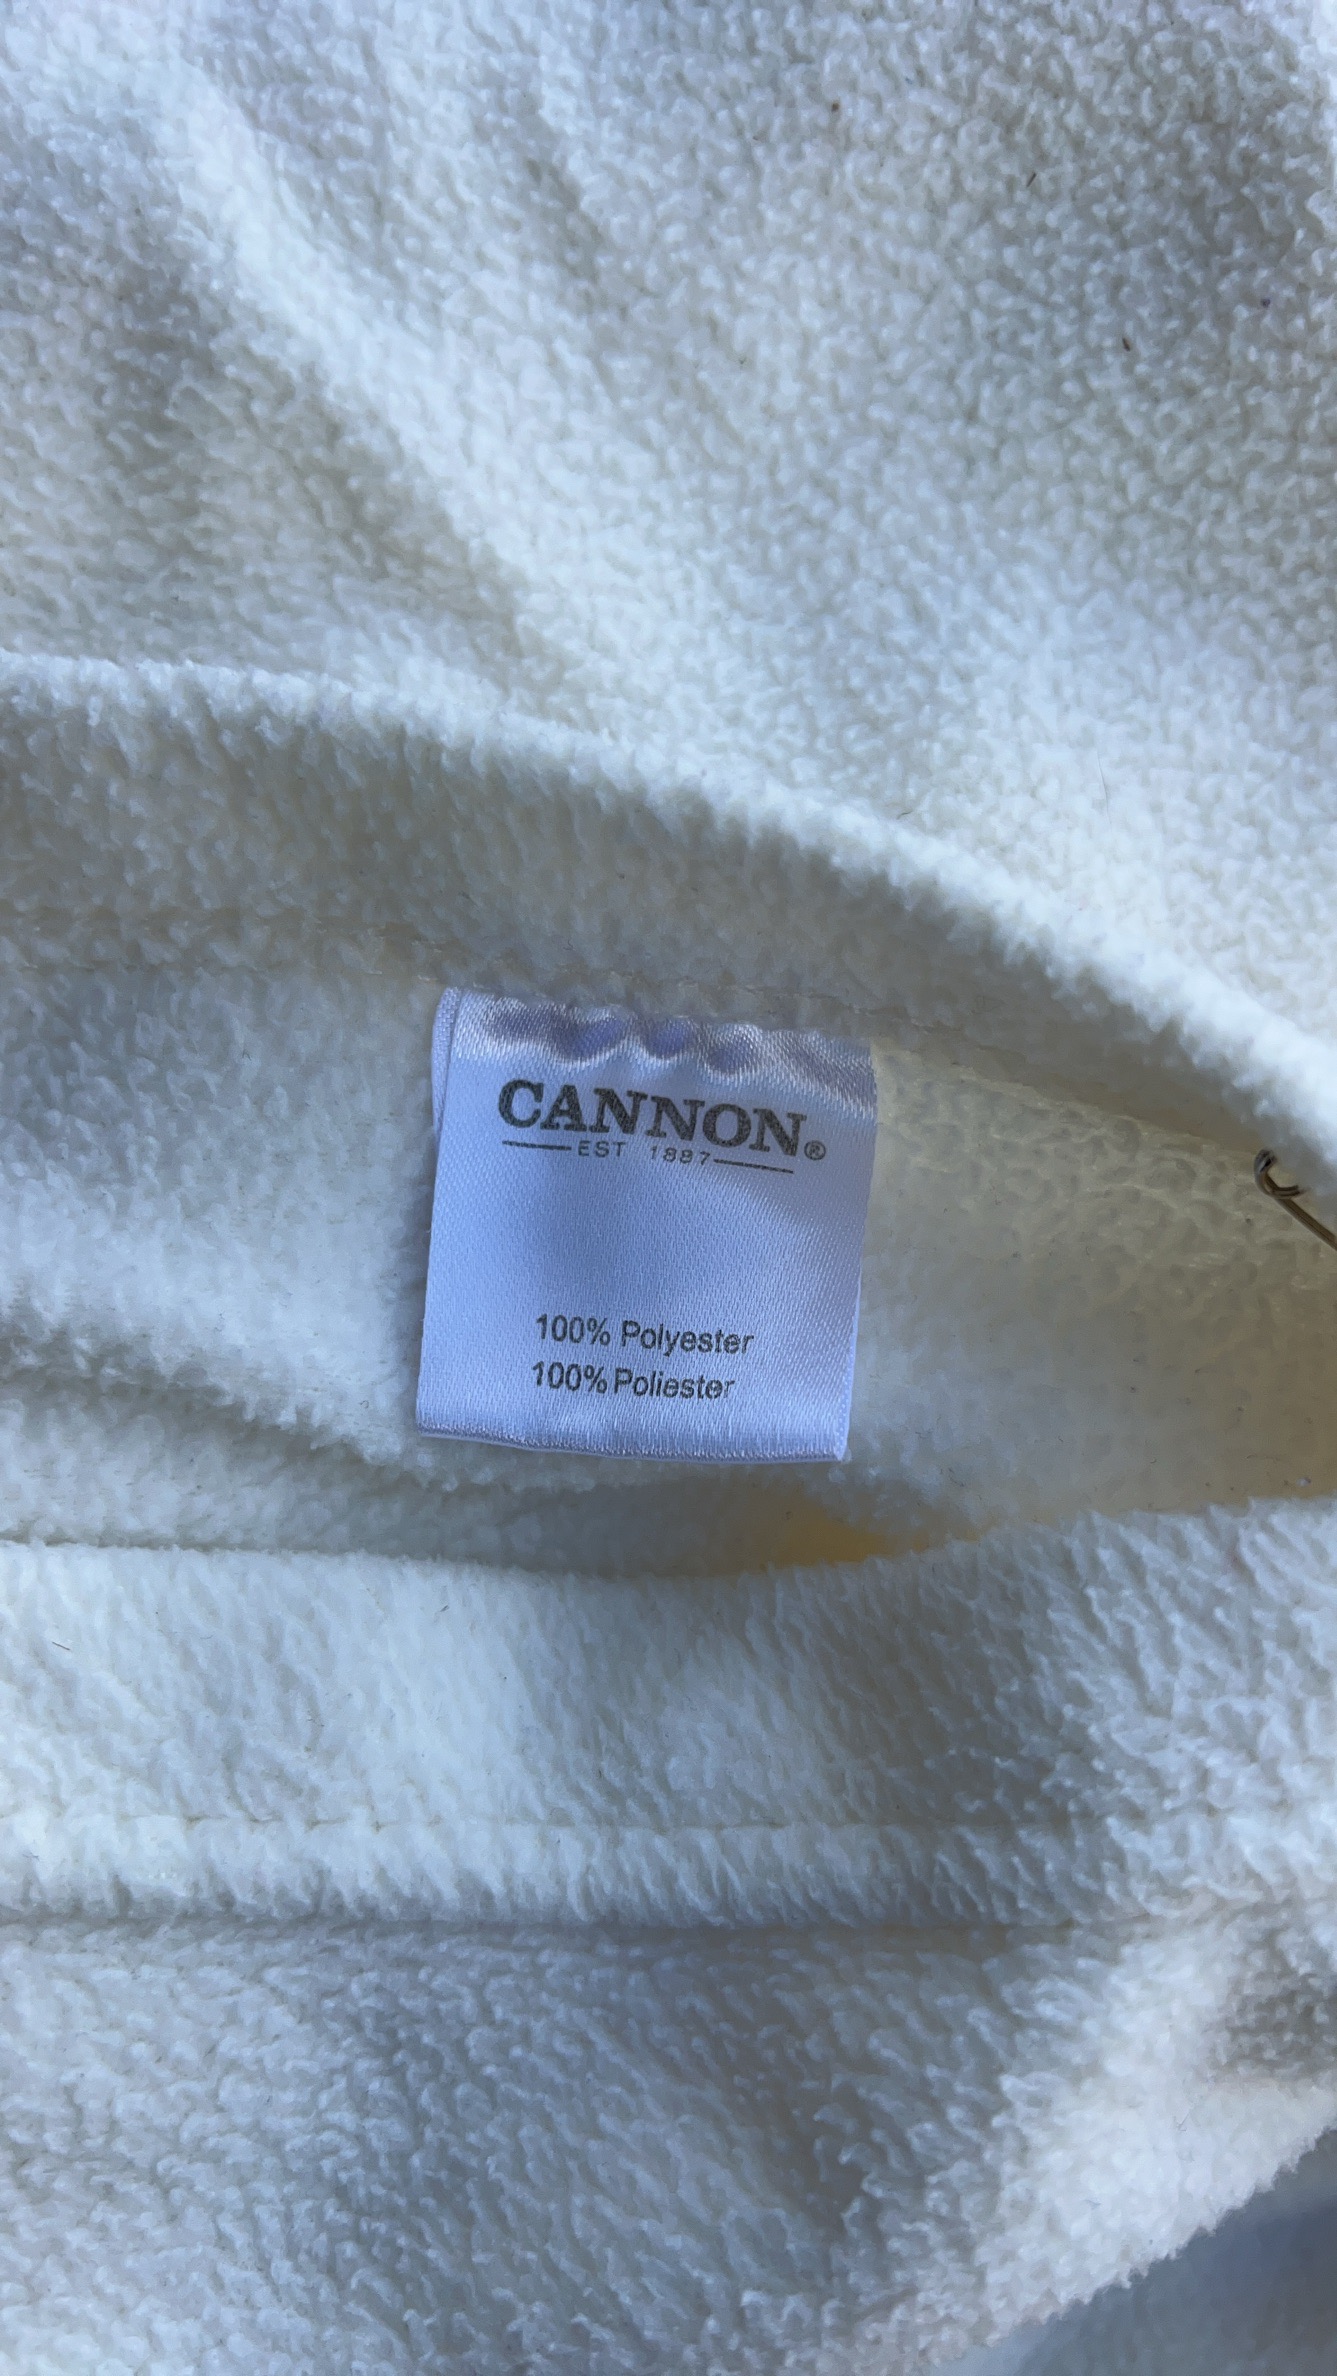 CANNON®
EST 1887
100% Polyester
100% Poliester